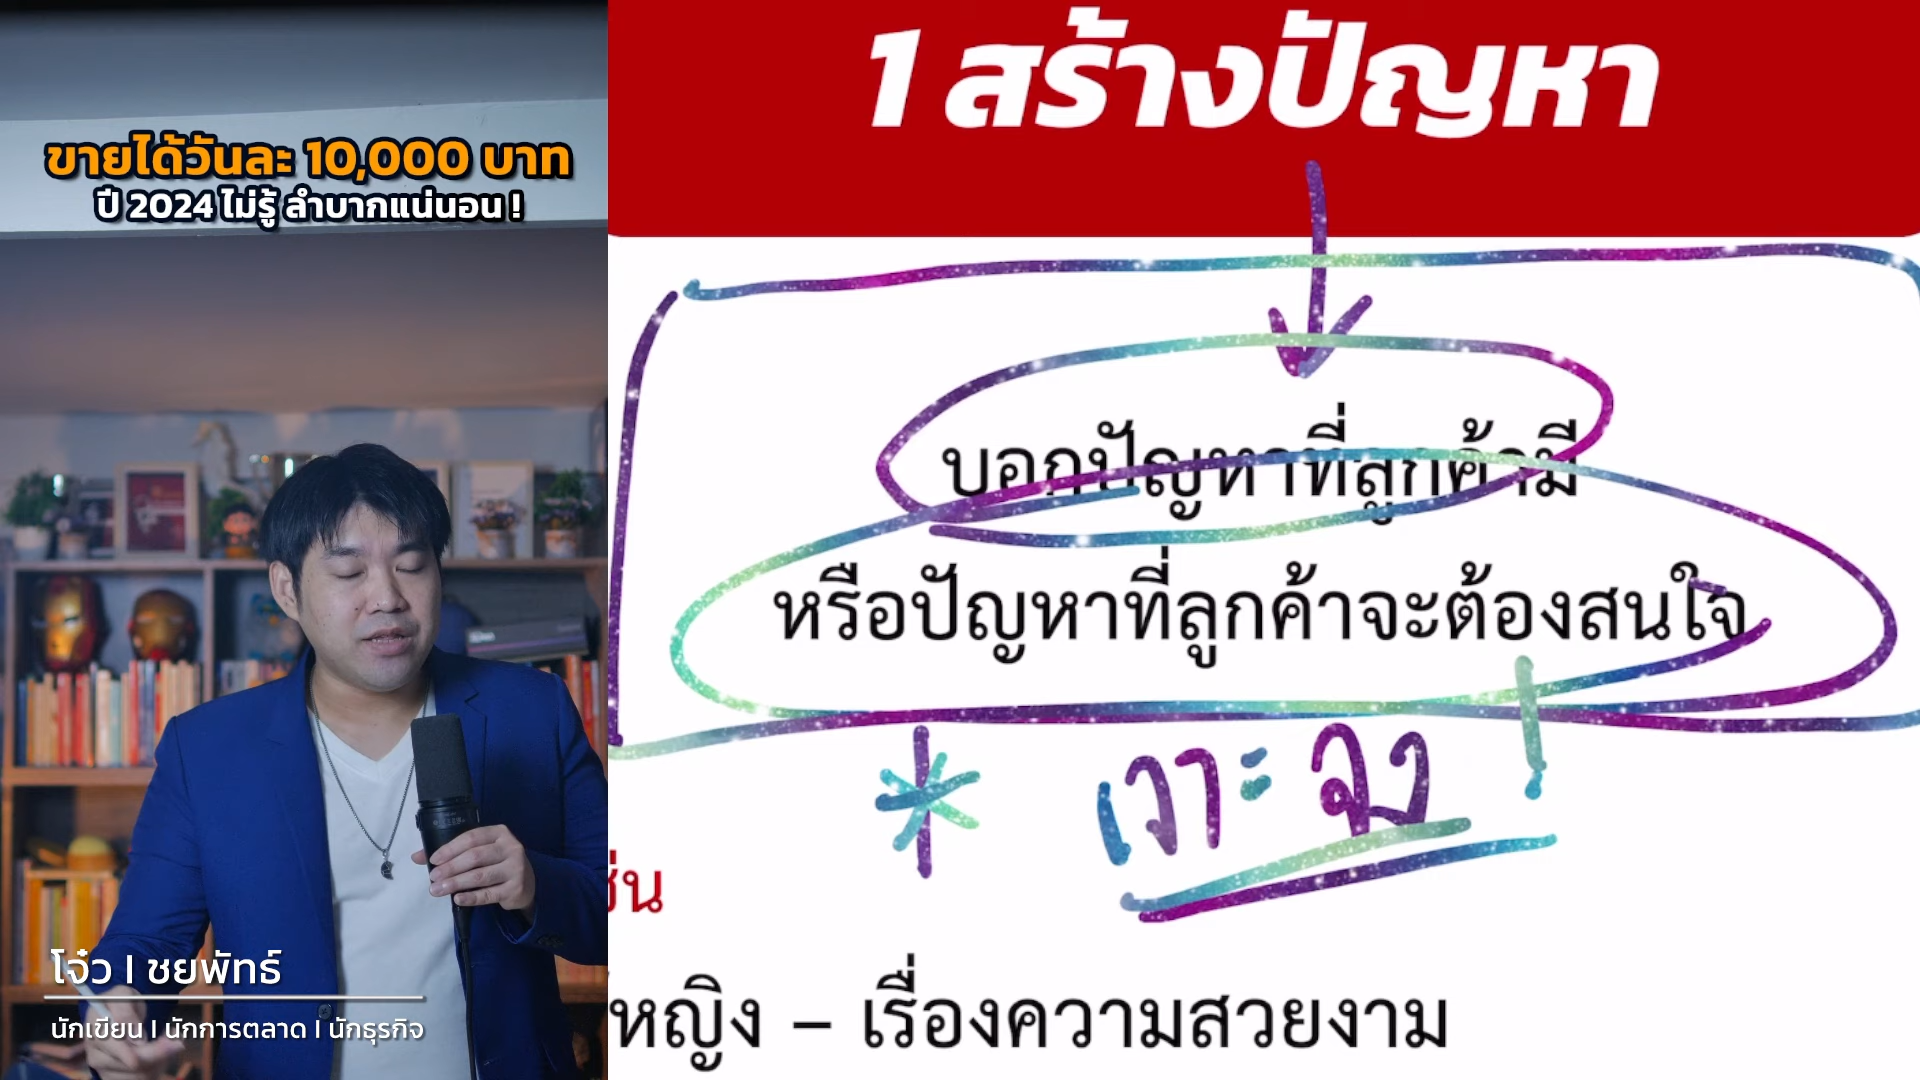 ขายได้วันละ 10,000 บาท
ปี 2024 ไม่รู้ ลำบากแน่นอน !
โจ๋ว I ชยพัทธ์
นักเขียน I นักการตลาด I นักธุรกิจ
1 สร้างปัญหา
บอกปัญหาที่ลูกค้ามี
หรือปัญหาที่ลูกค้าจะต้องสนใจ
* เจาะจง !
ช่น
หญิง – เรื่องความสวยงาม